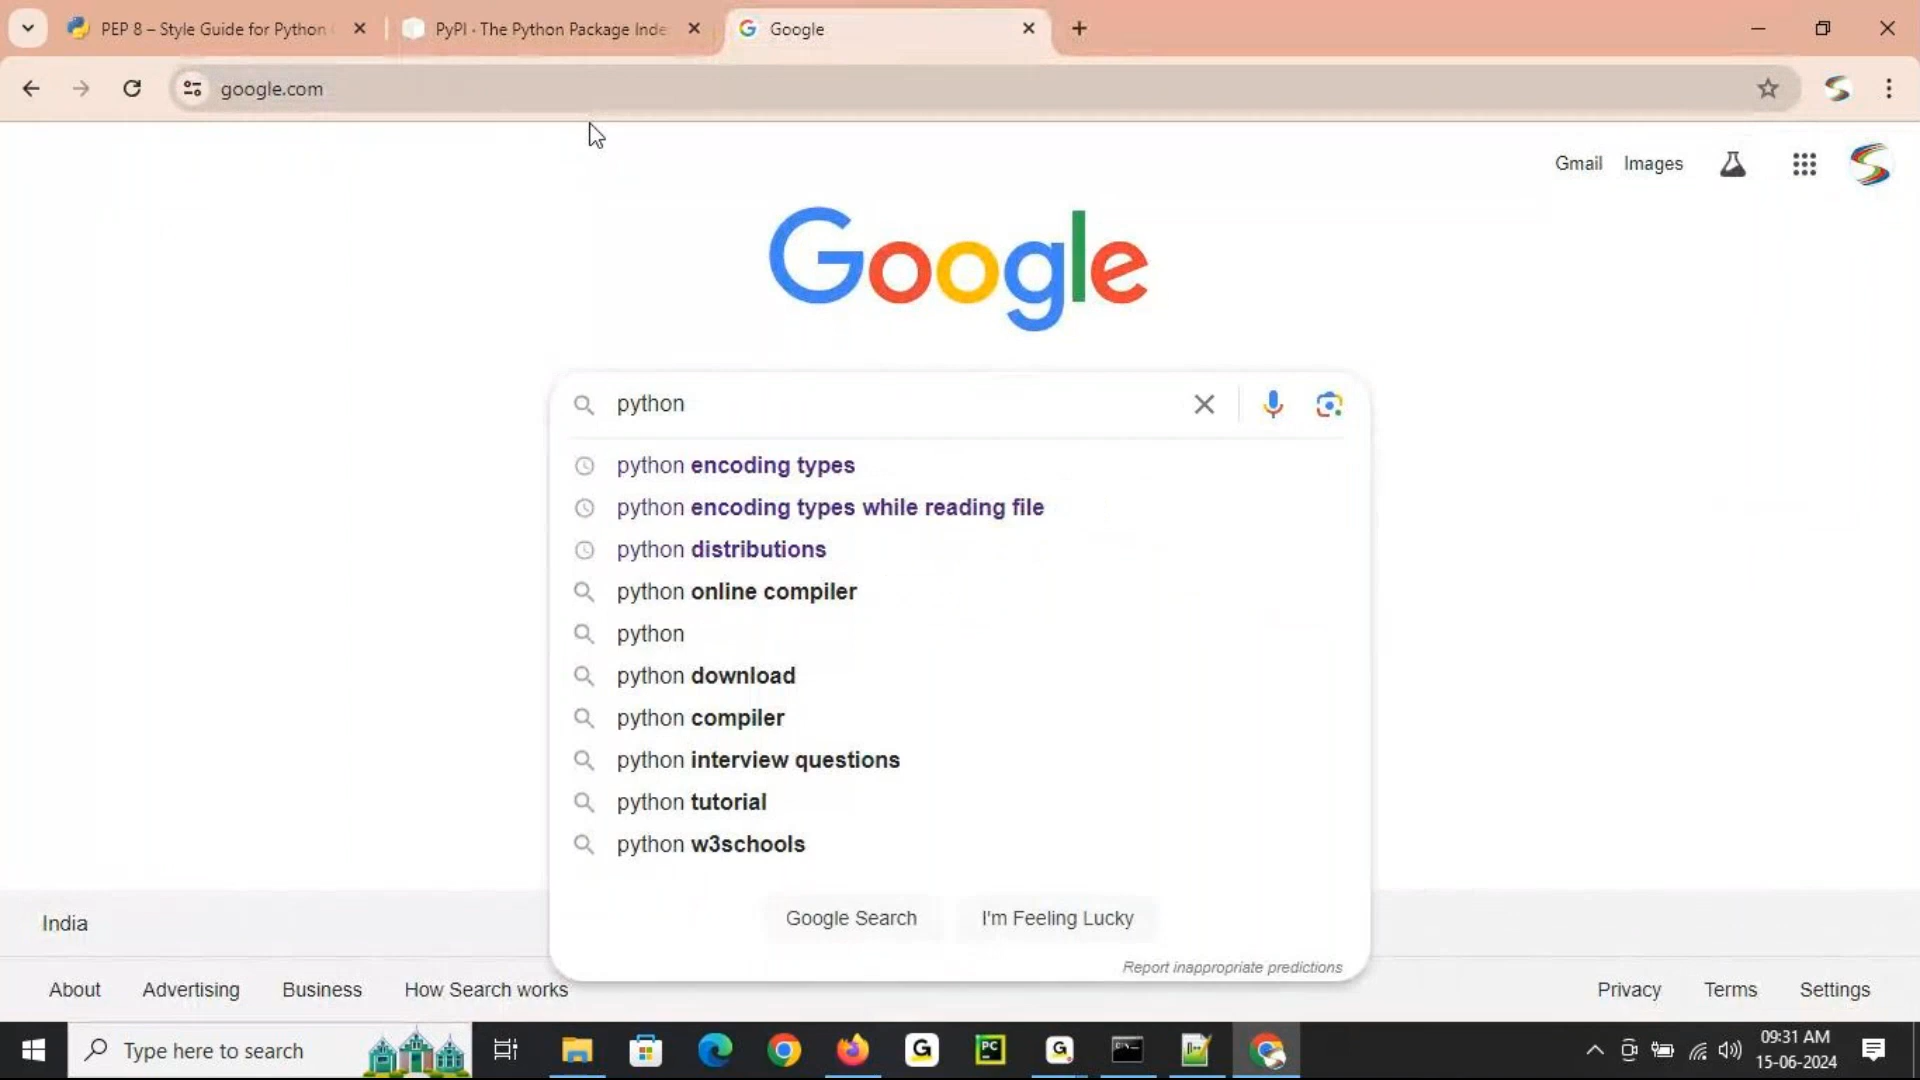 PEP 8 – Style Guide for Python
PyPI · The Python Package Inde
Google
google.com
Gmail
Images
Google
python
python encoding types
python encoding types while reading file
python distributions
python online compiler
python
python download
python compiler
python interview questions
python tutorial
python w3schools
Google Search
I'm Feeling Lucky
Report inappropriate predictions
India
About
Advertising
Business
How Search works
Privacy
Terms
Settings
Type here to search
G
PC
G
09:31 AM
15-06-2024